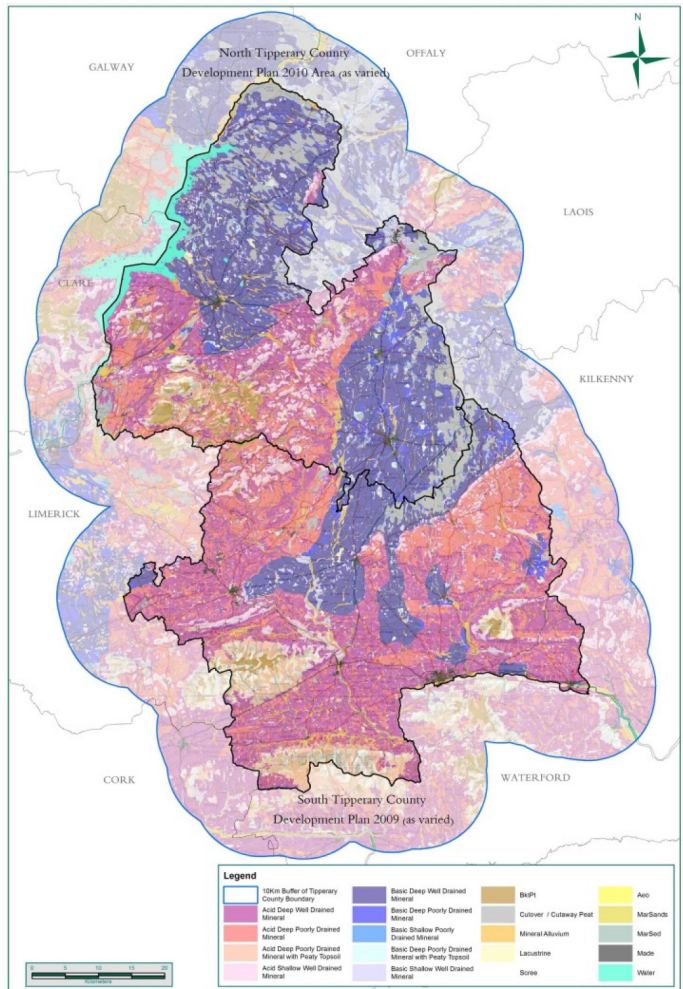 N
North Tipperary County
Development Plan 2010 Area (as varied)
GALWAY
OFFALY
LAOIS
CLARE
KILKENNY
LIMERICK
CORK
WATERFORD
South Tipperary County
Development Plan 2009 (as varied)
Legend
10Km Buffer of Tipperary
County Boundary
Acid Deep Well Drained
Mineral
Acid Deep Poorly Drained
Mineral
Acid Deep Poorly Drained
Mineral with Peaty Topsoil
Acid Shallow Well Drained
Mineral
Basic Deep Well Drained
Mineral
Basic Deep Poorly Drained
Mineral
Basic Shallow Poorly
Drained Mineral
Basic Deep Poorly Drained
Mineral with Peaty Topsoil
Basic Shallow Well Drained
Mineral
BktPt
Cutover / Cutaway Peat
Mineral Alluvium
Lacustrine
Scree
Aeo
MarSands
MarSed
Made
Water
0 5 10 15 20
Kilometers